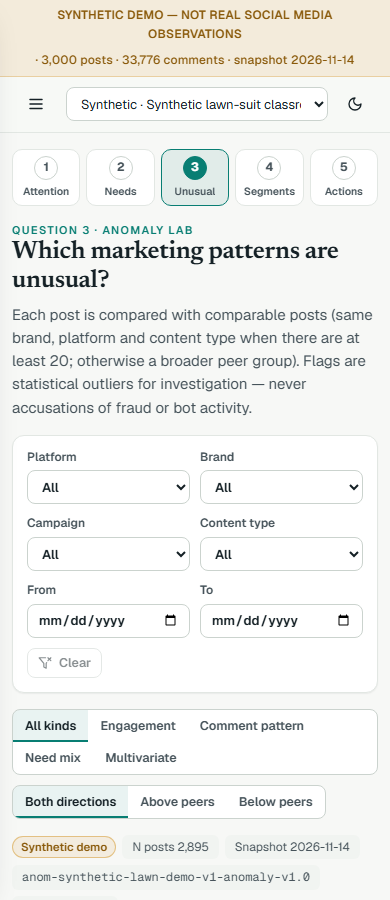 SYNTHETIC DEMO — NOT REAL SOCIAL MEDIA
OBSERVATIONS
· 3,000 posts · 33,776 comments · snapshot 2026-11-14
Synthetic · Synthetic lawn-suit classr
1
2
3
4
5
Attention
Needs
Unusual
Segments
Actions
QUESTION 3 · ANOMALY LAB
Which marketing patterns are
unusual?
Each post is compared with comparable posts (same
brand, platform and content type when there are at
least 20; otherwise a broader peer group). Flags are
statistical outliers for investigation — never
accusations of fraud or bot activity.
Platform
Brand
All
All
Campaign
Content type
All
All
From
To
mm/dd/yyyy
mm/dd/yyyy
Clear
All kinds
Engagement
Comment pattern
Need mix
Multivariate
Both directions
Above peers
Below peers
Synthetic demo
N posts 2,895
Snapshot 2026-11-14
anom-synthetic-lawn-demo-v1-anomaly-v1.0